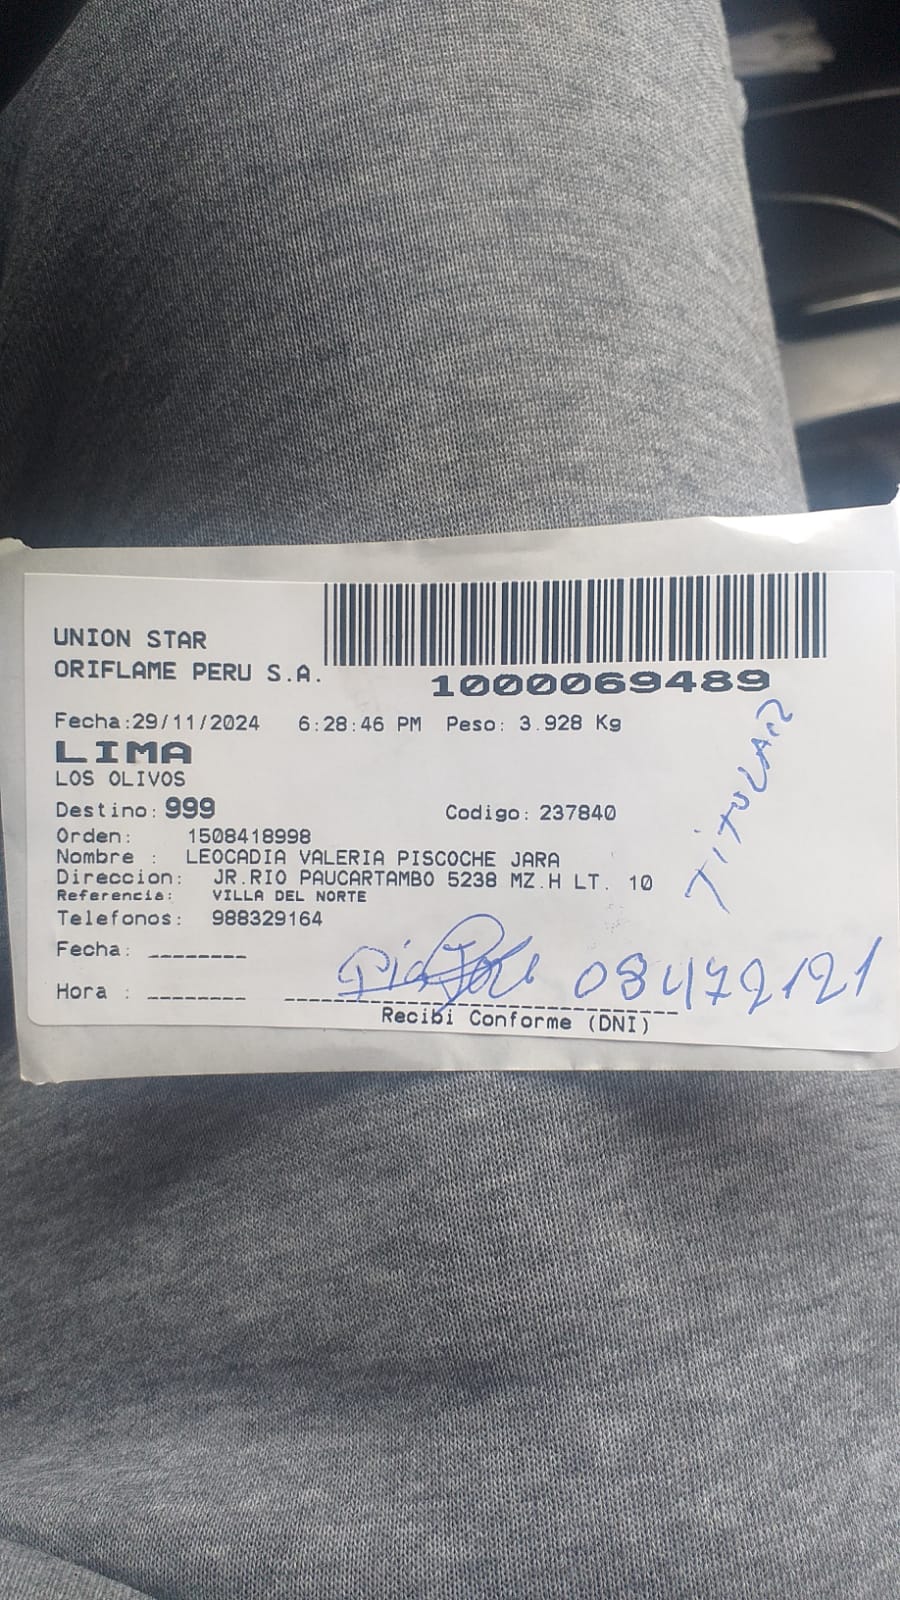 UNION STAR
ORIFLAME PERU S.A.
1000069489
Fecha:29/11/2024 6:28:46 PM Peso: 3.928 Kg
LIMA
LOS OLIVOS
Destino: 999 Codigo: 237840
Orden: 1508418998
Nombre : LEOCADIA VALERIA PISCOCHE JARA
Direccion: JR.RIO PAUCARTAMBO 5238 MZ.H LT. 10
Referencia: VILLA DEL NORTE
Telefonos: 988329164
TITULAR
Fecha: ________
08472121
Hora : ________
Recibi Conforme (DNI)